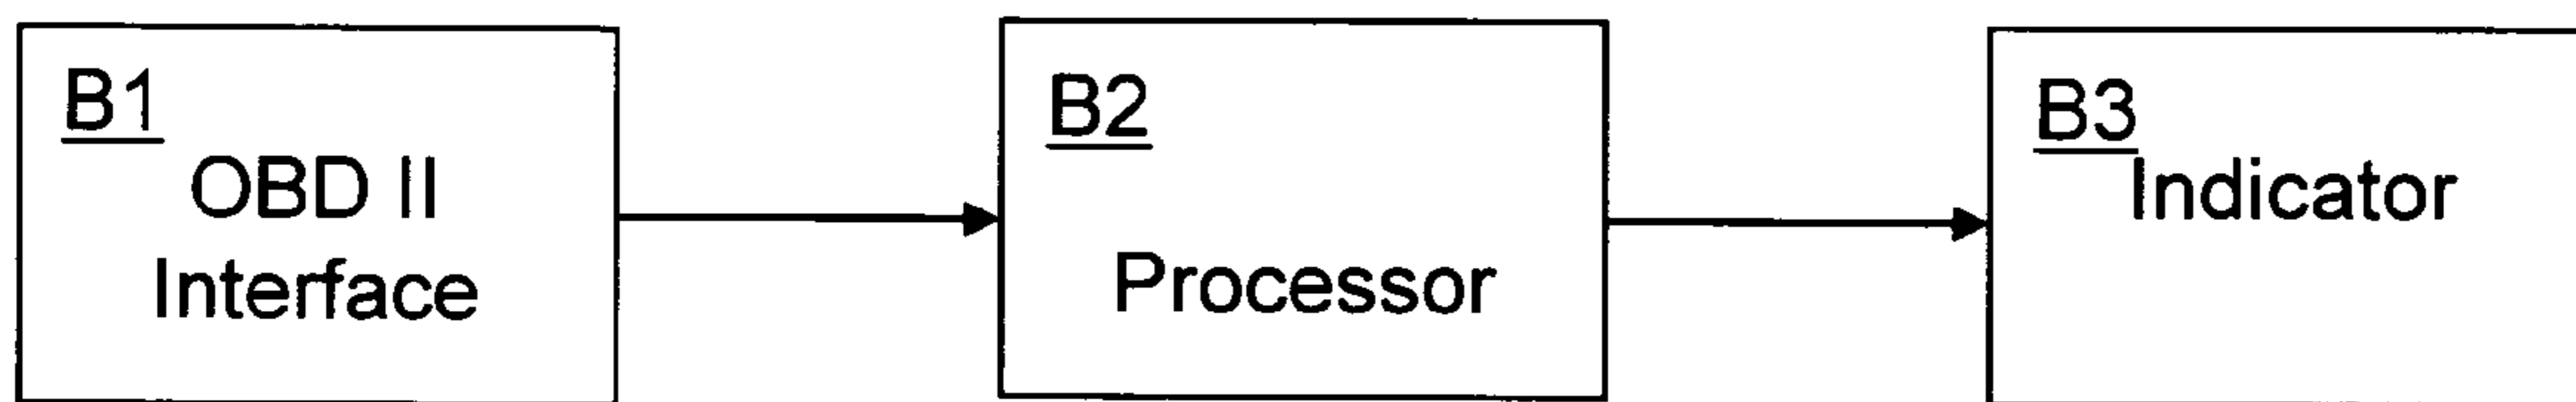 B1
OBD II
Interface
B2
Processor
B3
Indicator